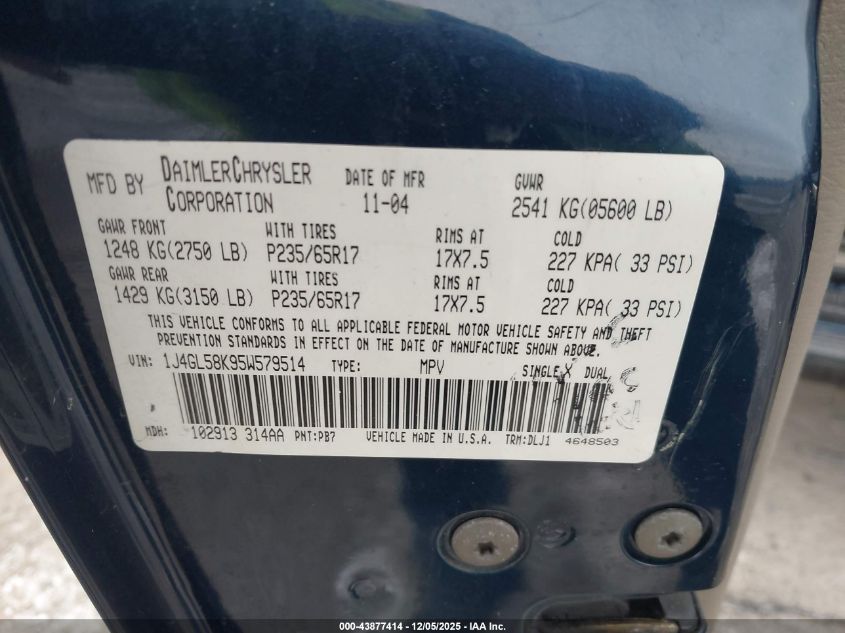 MFD BY DAIMLERCHRYSLER CORPORATION DATE OF MFR 11-04 GVWR 2541 KG(05600 LB)
GAWR FRONT WITH TIRES RIMS AT COLD
1248 KG(2750 LB) P235/65R17 17X7.5 227 KPA( 33 PSI)
GAWR REAR WITH TIRES RIMS AT COLD
1429 KG(3150 LB) P235/65R17 17X7.5 227 KPA( 33 PSI)
THIS VEHICLE CONFORMS TO ALL APPLICABLE FEDERAL MOTOR VEHICLE SAFETY AND THEFT
PREVENTION STANDARDS IN EFFECT ON THE DATE OF MANUFACTURE SHOWN ABOVE.
VIN: 1J4GL58K95W579514 TYPE: MPV SINGLE X DUAL
MDH: 102913 314AA PNT:PB7 VEHICLE MADE IN U.S.A. TRM:DLJ1 4648503
000-43877414 - 12/05/2025 - © IAA Inc.